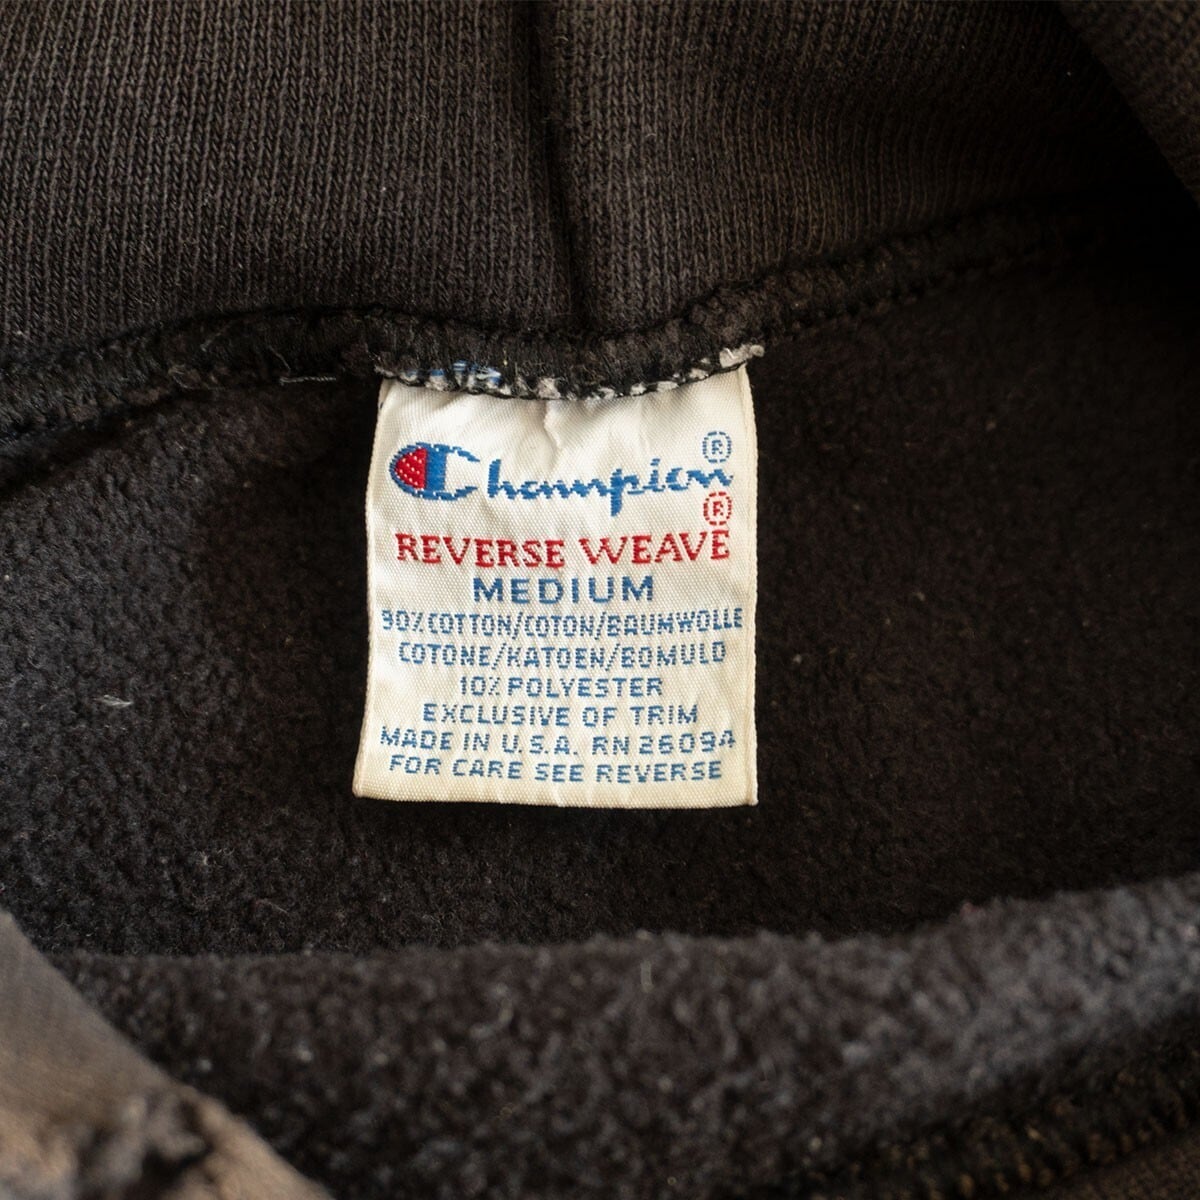 Champion®
REVERSE WEAVE®
MEDIUM
90% COTTON/COTON/BAUMWOLLE
COTONE/KATOEN/BOMULD
10% POLYESTER
EXCLUSIVE OF TRIM
MADE IN U.S.A. RN 26094
FOR CARE SEE REVERSE